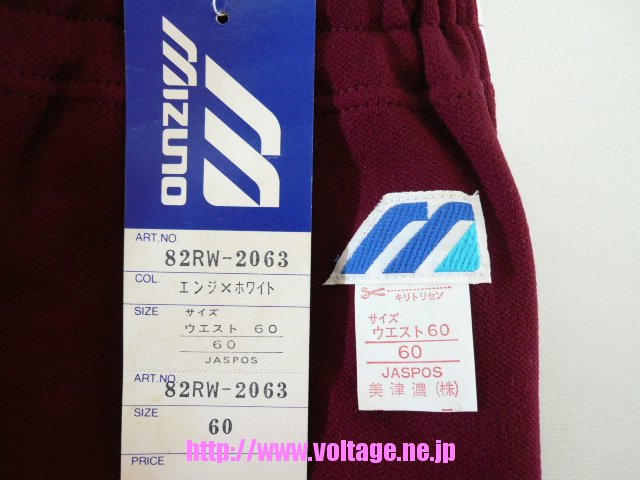 MIZUNO
ART.NO.
82RW-2063
COL.
エンジ×ホワイト
SIZE
サイズ
ウエスト 60
60
JASPOS
ART.NO.
82RW-2063
SIZE
60
PRICE
キリトリセン
サイズ
ウエスト60
60
JASPOS
美津濃(株)
http://www.voltage.ne.jp